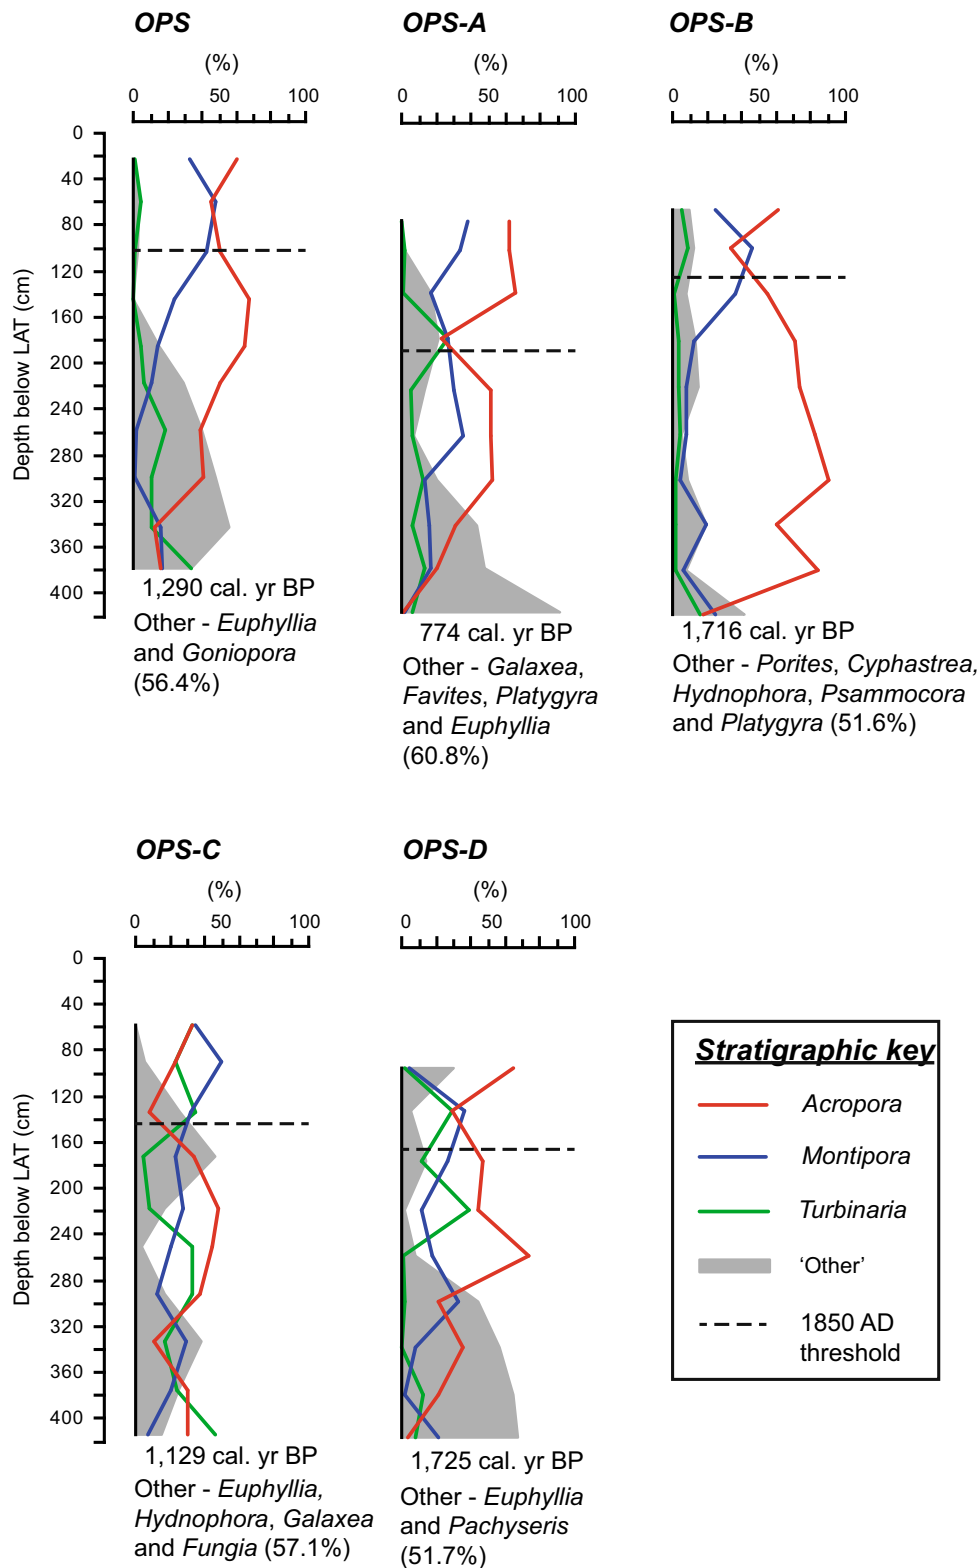 OPS
OPS-A
OPS-B
(%)
(%)
(%)
0 50 100
0 50 100
0 50 100
Depth below LAT (cm)
0
40
80
120
160
200
240
280
320
360
400
1,290 cal. yr BP
Other - Euphyllia
and Goniopora
(56.4%)
774 cal. yr BP
Other - Galaxea,
Favites, Platygyra
and Euphyllia
(60.8%)
1,716 cal. yr BP
Other - Porites, Cyphastrea,
Hydnophora, Psammocora
and Platygyra (51.6%)
OPS-C
OPS-D
(%)
(%)
0 50 100
0 50 100
Depth below LAT (cm)
0
40
80
120
160
200
240
280
320
360
400
1,129 cal. yr BP
Other - Euphyllia,
Hydnophora, Galaxea
and Fungia (57.1%)
1,725 cal. yr BP
Other - Euphyllia
and Pachyseris
(51.7%)
Stratigraphic key
Acropora
Montipora
Turbinaria
'Other'
1850 AD
threshold